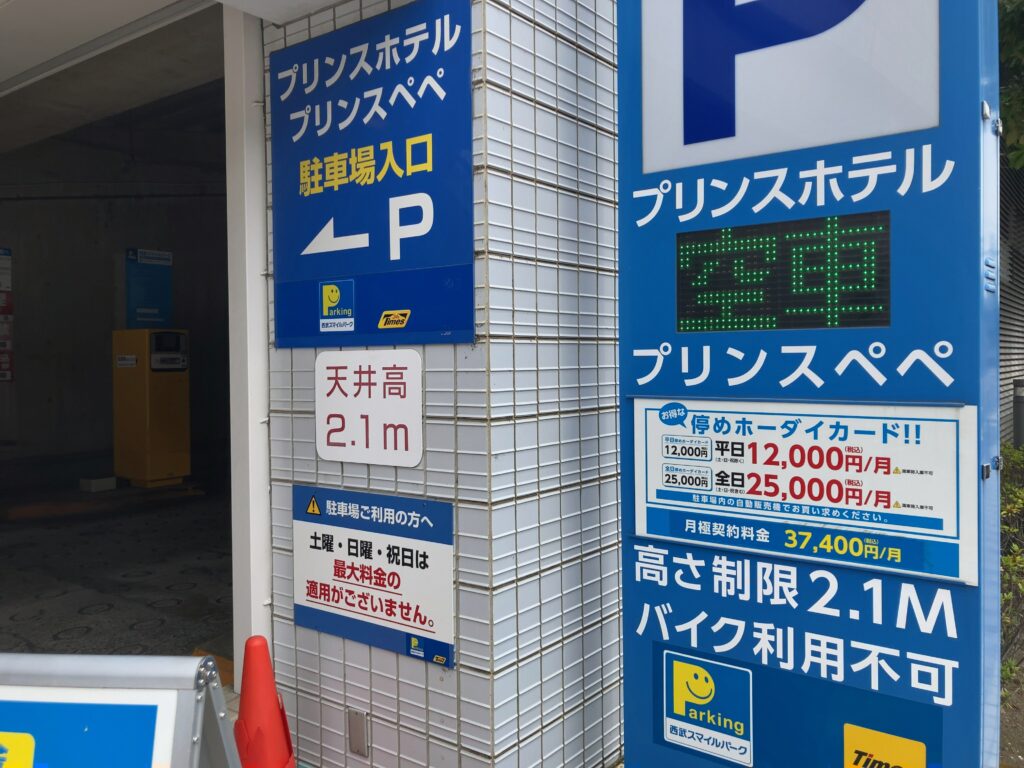 プリンスホテル
プリンスペペ
駐車場入口
← P
Parking
西武スマイルパーク
Times
天井高
2.1m
駐車場ご利用の方へ
土曜・日曜・祝日は
最大料金の
適用がございません。
P
プリンスホテル
空車
プリンスペペ
お得な 停めホーダイカード!!
12,000円 平日 12,000円/月 (税込)
25,000円 全日 25,000円/月 (税込)
駐車場内の自動販売機でお買い求めください。
月極契約料金 37,400円/月 (税込)
高さ制限2.1M
バイク利用不可
Parking
西武スマイルパーク
Times